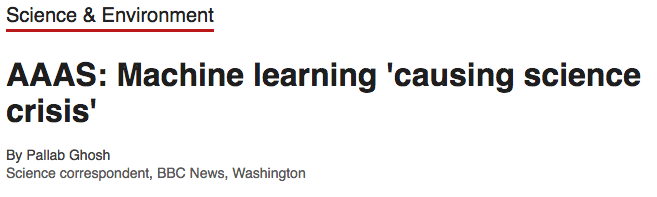 Science & Environment
AAAS: Machine learning 'causing science
crisis'
By Pallab Ghosh
Science correspondent, BBC News, Washington